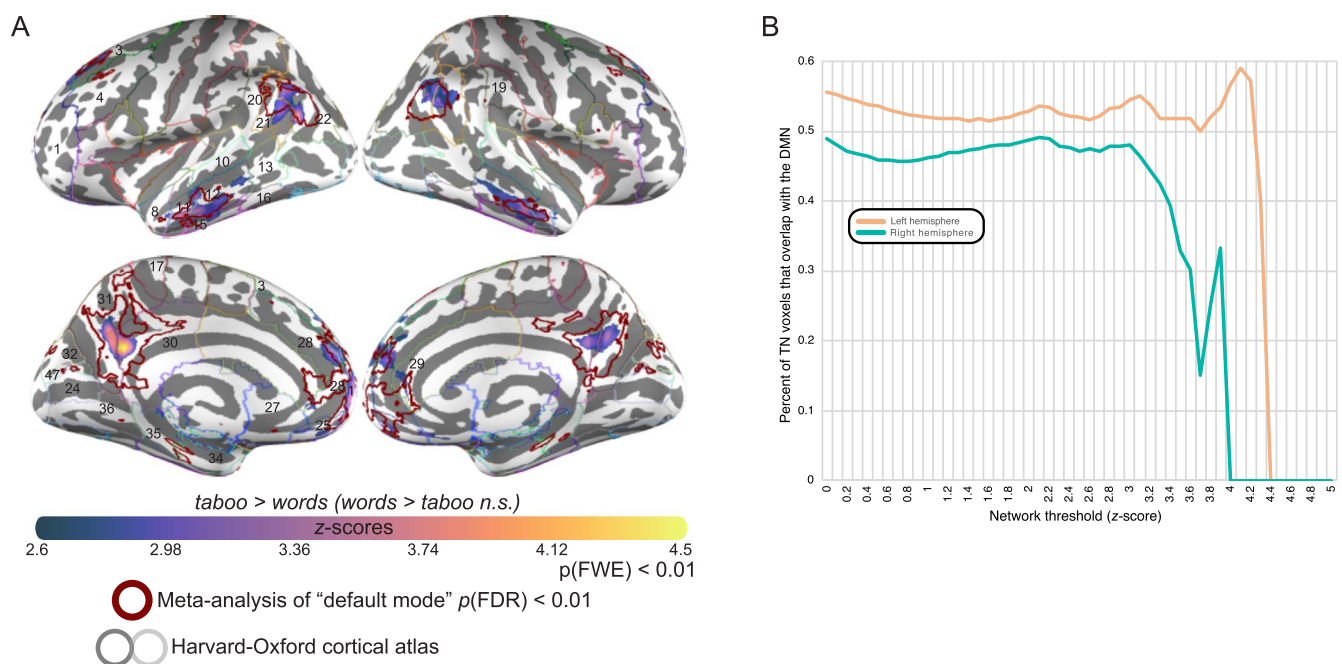 A
3
4
1
20
21
22
10
13
12
16
11
8
15
19
17
3
31
30
28
32
47
24
36
35
34
27
28
25
29
taboo > words (words > taboo n.s.)
z-scores
2.6 2.98 3.36 3.74 4.12 4.5
p(FWE) < 0.01
Meta-analysis of “default mode” p(FDR) < 0.01
Harvard-Oxford cortical atlas
B
Percent of TN voxels that overlap with the DMN
0.6
0.5
0.4
0.3
0.2
0.1
0
Left hemisphere
Right hemisphere
0 0.2 0.4 0.6 0.8 1 1.2 1.4 1.6 1.8 2 2.2 2.4 2.6 2.8 3 3.2 3.4 3.6 3.8 4 4.2 4.4 4.6 4.8 5
Network threshold (z-score)